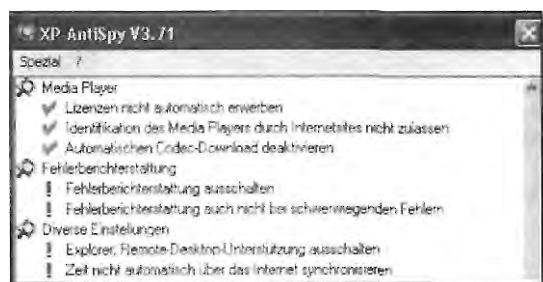 XP-AntiSpy V3.71
Spezial ?
Media Player
Lizenzen nicht automatisch erwerben
Identifikation des Media Players durch Internetsites nicht zulassen
Automatischen Codec-Download deaktivieren
Fehlerberichterstattung
Fehlerberichterstattung ausschalten
Fehlerberichterstattung auch nicht bei schwerwiegenden Fehlern
Diverse Einstellungen
Explorer, Remote-Desktop-Unterstützung ausschalten
Zeit nicht automatisch über das Internet synchronisieren